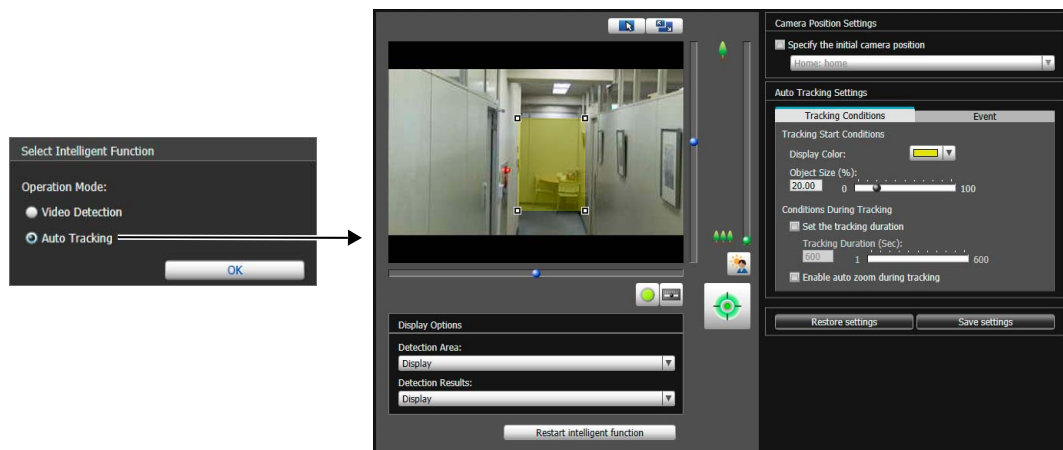 Select Intelligent Function
Operation Mode:
Video Detection
Auto Tracking
OK
Display Options
Detection Area:
Display
Detection Results:
Display
Restart intelligent function
Camera Position Settings
Specify the initial camera position
Home: home
Auto Tracking Settings
Tracking Conditions Event
Tracking Start Conditions
Display Color:
Object Size (%):
20.00 0 100
Conditions During Tracking
Set the tracking duration
Tracking Duration (Sec):
600 1 600
Enable auto zoom during tracking
Restore settings Save settings